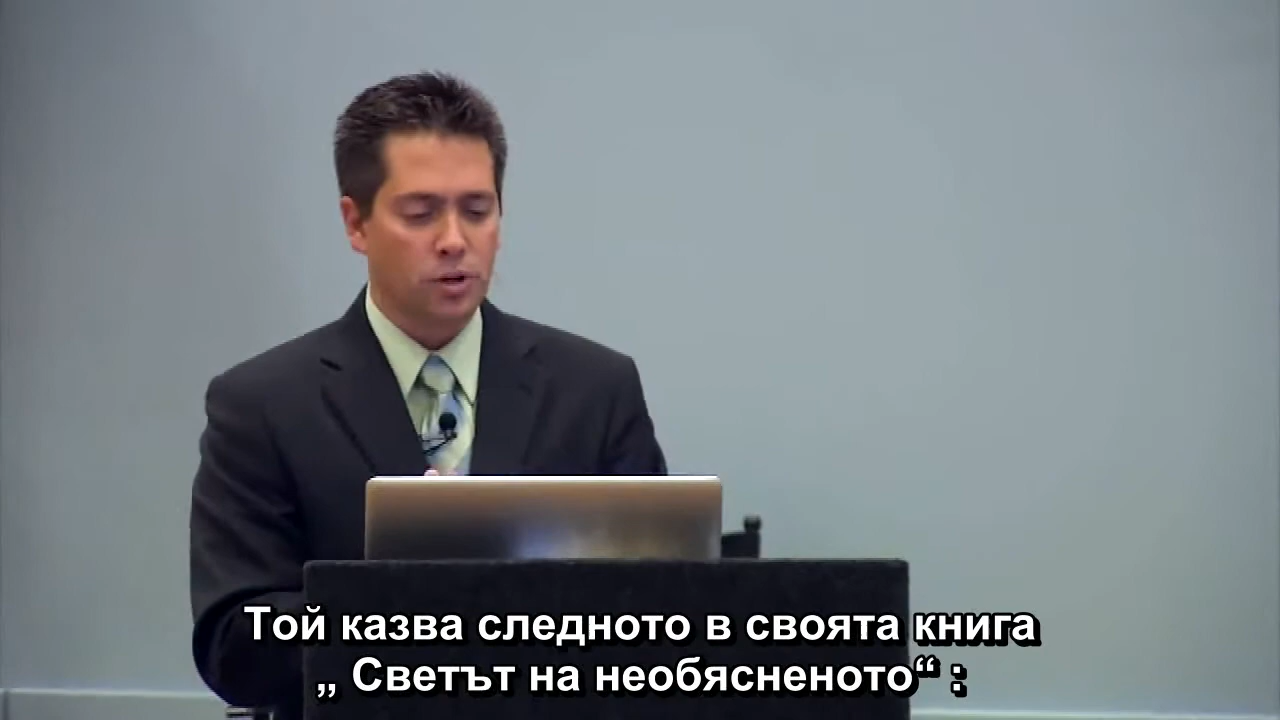 Той казва следното в своята книга
„ Светът на необясненото“ :